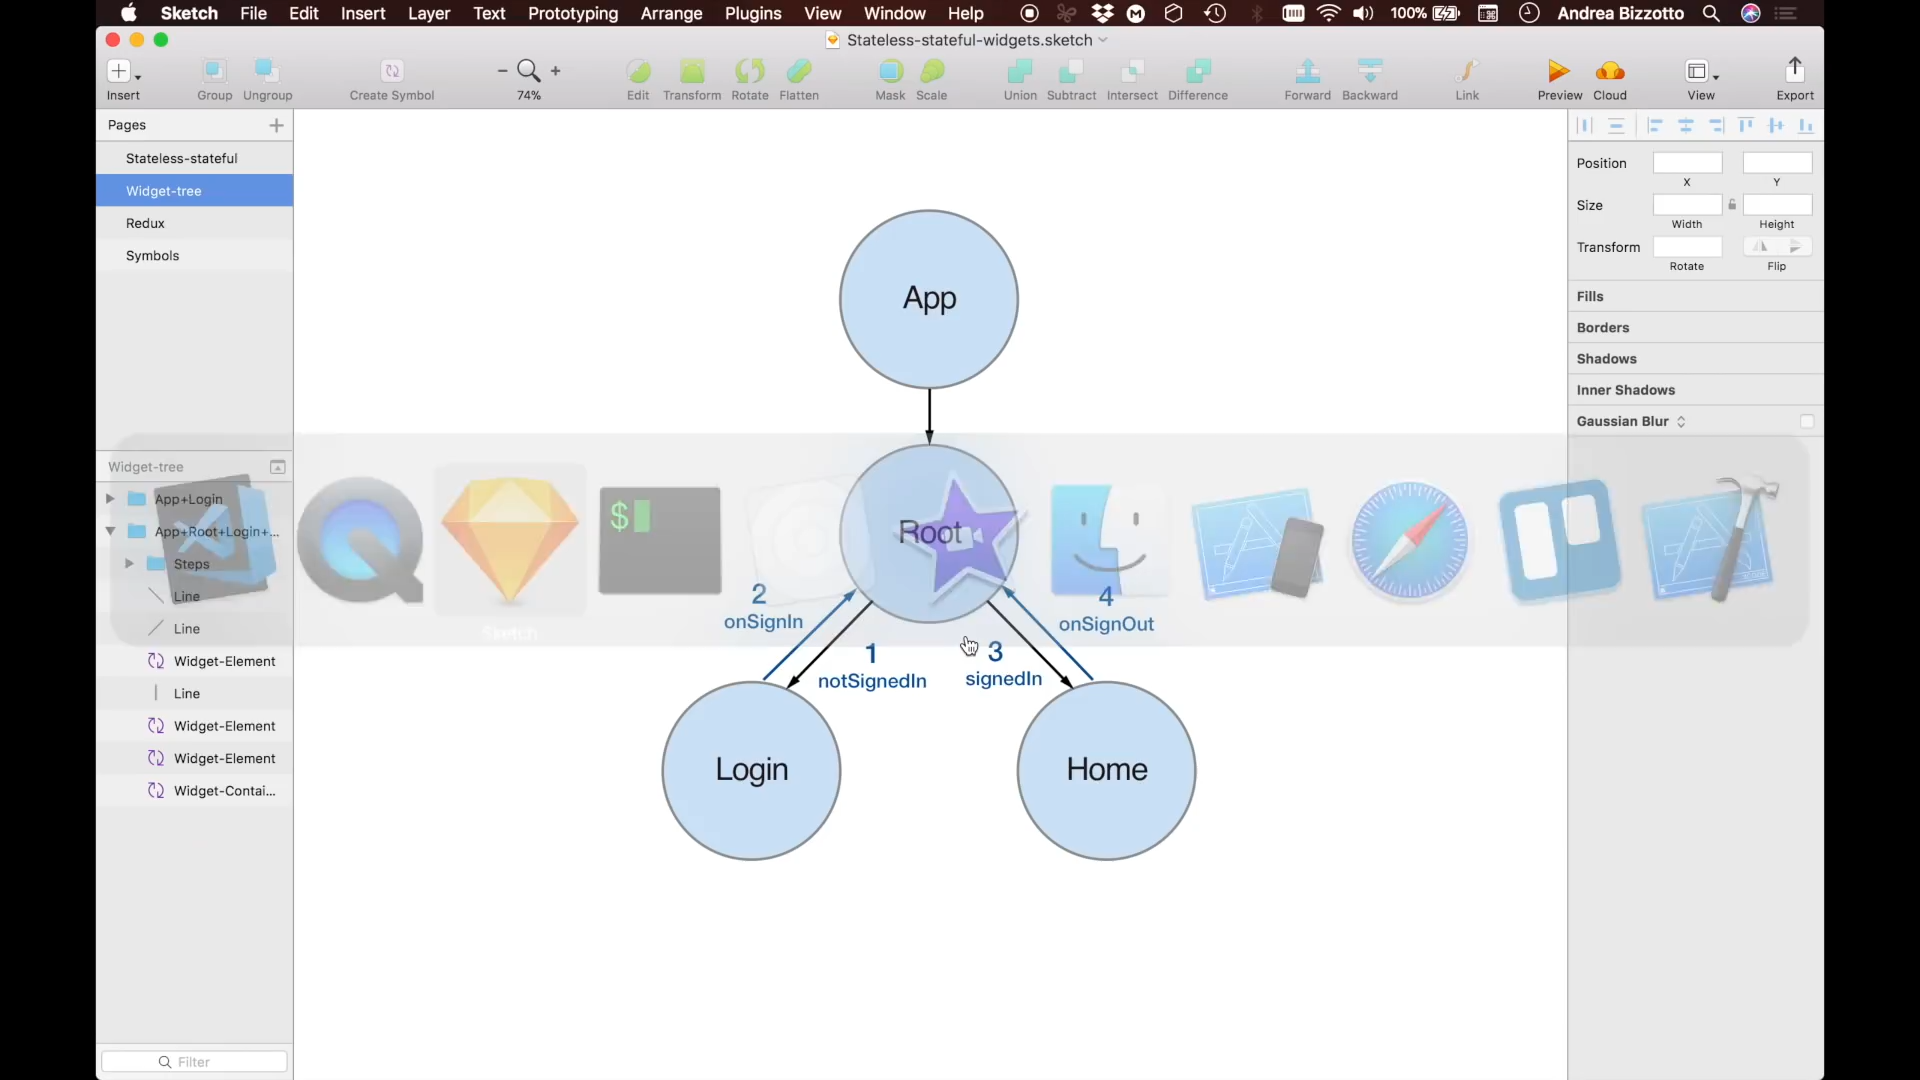 Sketch File Edit Insert Layer Text Prototyping Arrange Plugins View Window Help 100% Andrea Bizzotto
Stateless-stateful-widgets.sketch
Insert Group Ungroup Create Symbol 74% Edit Transform Rotate Flatten Mask Scale Union Subtract Intersect Difference Forward Backward Link Preview Cloud View Export
Pages
Stateless-stateful
Widget-tree
Redux
Symbols
Widget-tree
App+Login
App+Root+Login+...
Steps
Line
Line
Widget-Element
Line
Widget-Element
Widget-Element
Widget-Contai...
Filter
App
Root
$
Sketch
2
onSignIn
4
onSignOut
1
notSignedIn
3
signedIn
Login
Home
Position
X Y
Size
Width Height
Transform
Rotate Flip
Fills
Borders
Shadows
Inner Shadows
Gaussian Blur